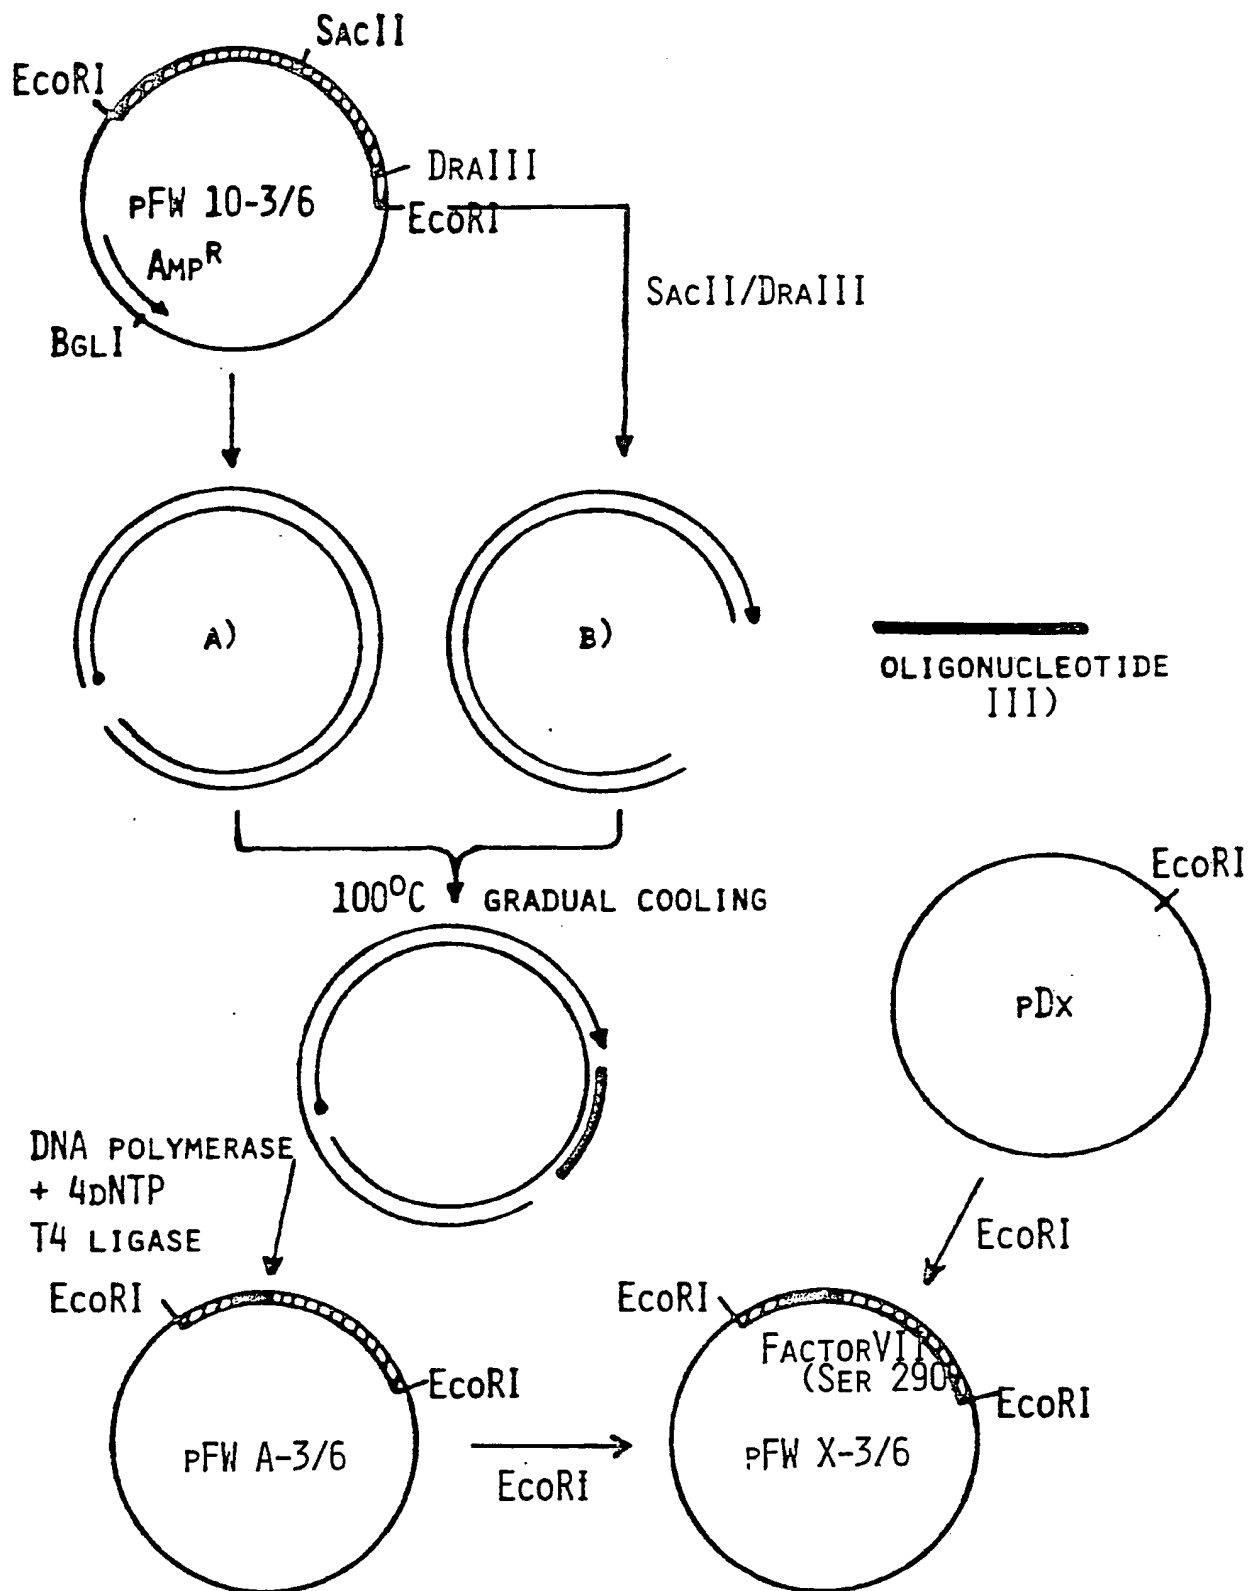 SacII
EcoRI
DraIII
pFW 10-3/6
EcoRI
AmpR
SacII/DraIII
BglI
A)
B)
OLIGONUCLEOTIDE
III)
EcoRI
100°C GRADUAL COOLING
pDx
DNA POLYMERASE
+ 4dNTP
T4 LIGASE
EcoRI
EcoRI
EcoRI
Factor VII
(Ser 290
EcoRI
EcoRI
pFW A-3/6
pFW X-3/6
EcoRI